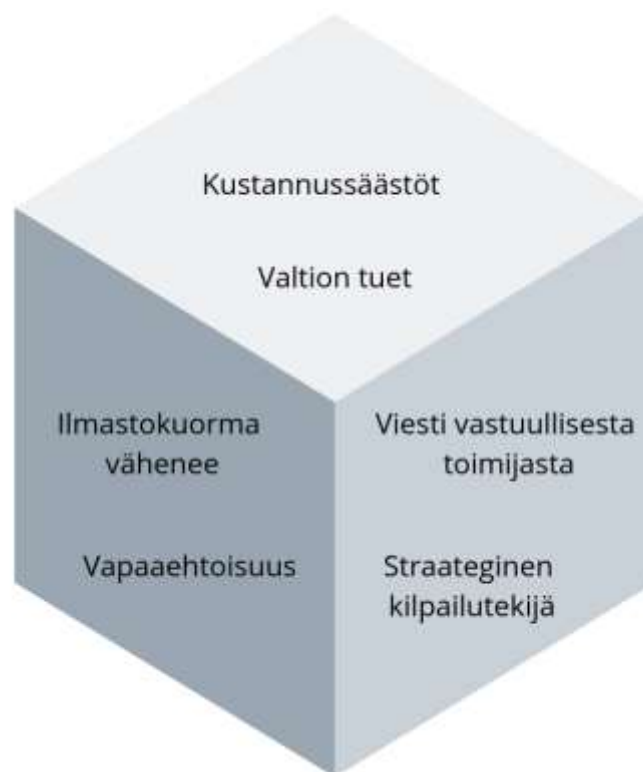 Kustannussäästöt
Valtion tuet
Ilmastokuorma
vähenee
Vapaaehtoisuus
Viesti vastuullisesta
toimijasta
Straateginen
kilpailutekijä